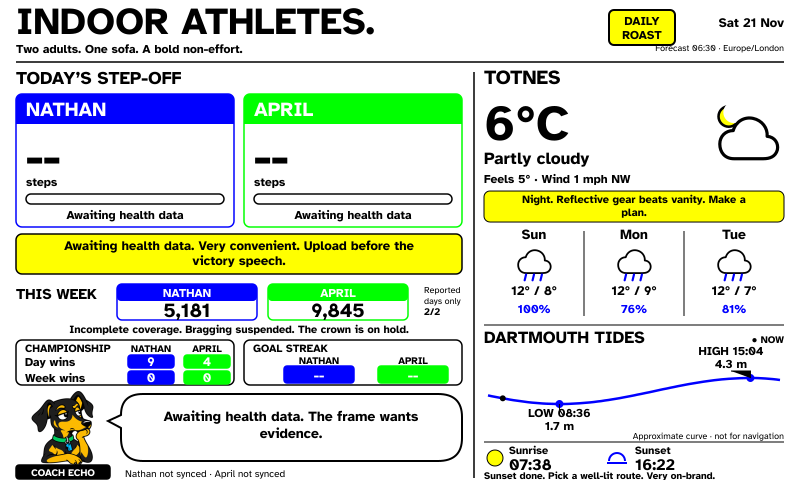 INDOOR ATHLETES.
Two adults. One sofa. A bold non-effort.
DAILY
ROAST
Sat 21 Nov
Forecast 06:30 · Europe/London
TODAY'S STEP-OFF
NATHAN
--
steps
Awaiting health data
APRIL
--
steps
Awaiting health data
Awaiting health data. Very convenient. Upload before the
victory speech.
THIS WEEK
NATHAN
5,181
APRIL
9,845
Reported
days only
2/2
Incomplete coverage. Bragging suspended. The crown is on hold.
CHAMPIONSHIP NATHAN APRIL
Day wins 9 4
Week wins 0 0
GOAL STREAK
NATHAN APRIL
-- --
Awaiting health data. The frame wants
evidence.
COACH ECHO
Nathan not synced · April not synced
TOTNES
6°C
Partly cloudy
Feels 5° · Wind 1 mph NW
Night. Reflective gear beats vanity. Make a
plan.
Sun Mon Tue
12° / 8° 12° / 9° 12° / 7°
100% 76% 81%
DARTMOUTH TIDES
• NOW
HIGH 15:04
4.3 m
LOW 08:36
1.7 m
Approximate curve · not for navigation
Sunrise
07:38
Sunset
16:22
Sunset done. Pick a well-lit route. Very on-brand.